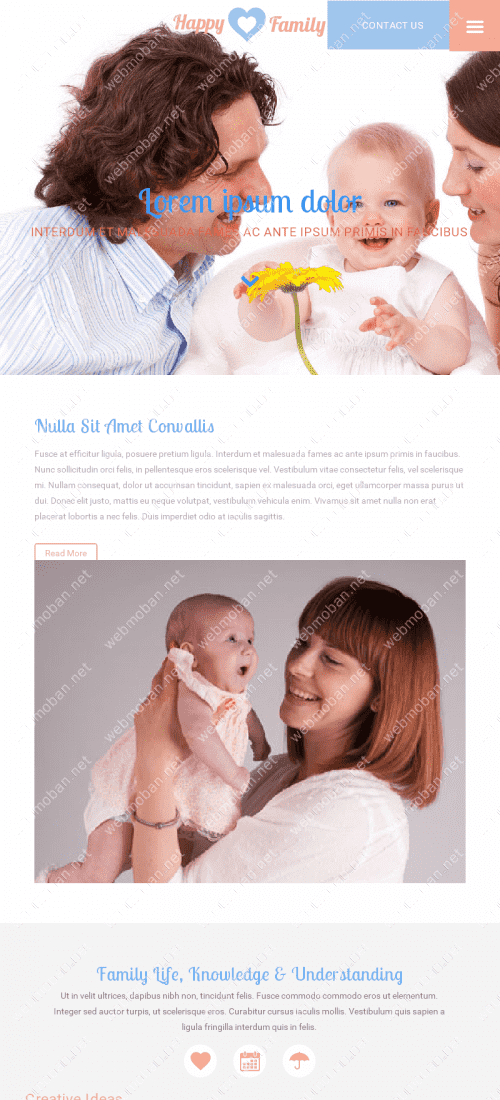 Happy Family
CONTACT US
Lorem ipsum dolor
INTERDUM ET MALESUADA FAMES AC ANTE IPSUM PRIMIS IN FAUCIBUS
Nulla Sit Amet Convallis
Fusce at efficitur ligula, posuere pretium ligula. Interdum et malesuada fames ac ante ipsum primis in faucibus.
Nunc sollicitudin orci felis, in pellentesque eros scelerisque vel. Vestibulum vitae consectetur felis, vel scelerisque
mi. Nullam consequat, dolor ut accumsan tincidunt, sapien ex malesuada orci, eget ullamcorper massa purus ut
dui. Donec elit justo, mattis eu neque volutpat, vestibulum vehicula enim. Vivamus sit amet nulla non erat
placerat lobortis a nec felis. Duis imperdiet odio at iaculis sagittis.
Read More
Family Life, Knowledge & Understanding
Ut in velit ultrices, dapibus nibh non, tincidunt felis. Fusce commodo commodo eros ut elementum.
Integer sed auctor turpis, ut scelerisque eros. Curabitur cursus iaculis mollis. Vestibulum quis sapien a
ligula fringilla interdum quis in felis.
Creative Ideas
webmoban.net